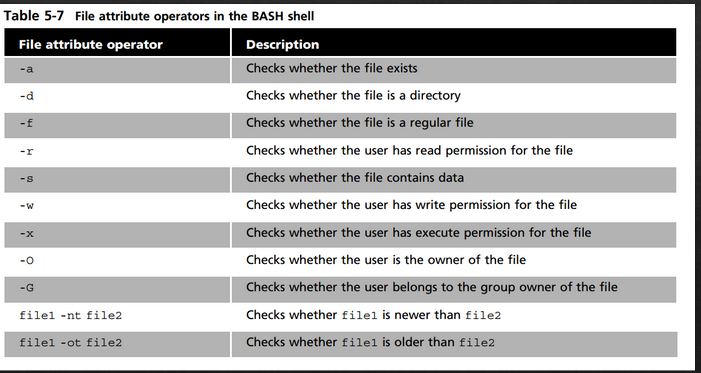 Table 5-7 File attribute operators in the BASH shell
File attribute operator Description
-a Checks whether the file exists
-d Checks whether the file is a directory
-f Checks whether the file is a regular file
-r Checks whether the user has read permission for the file
-s Checks whether the file contains data
-w Checks whether the user has write permission for the file
-x Checks whether the user has execute permission for the file
-O Checks whether the user is the owner of the file
-G Checks whether the user belongs to the group owner of the file
file1 -nt file2 Checks whether file1 is newer than file2
file1 -ot file2 Checks whether file1 is older than file2